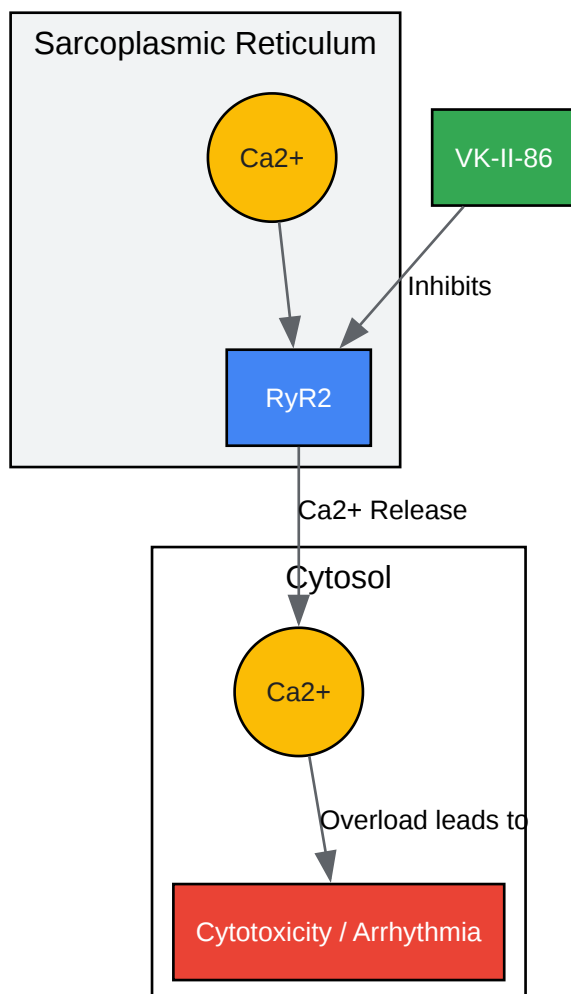 Sarcoplasmic Reticulum
Ca2+
VK-II-86
Inhibits
RyR2
Ca2+ Release
Cytosol
Ca2+
Overload leads to
Cytotoxicity / Arrhythmia